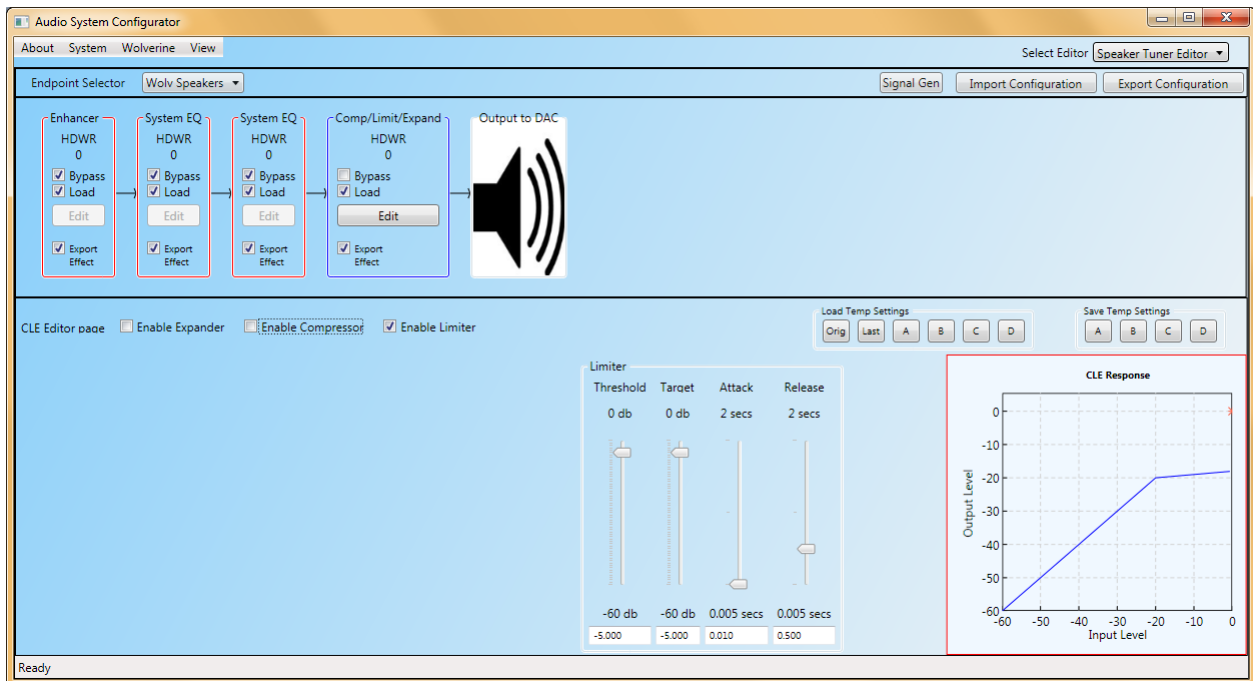 Audio System Configurator
About System Wolverine View
Select Editor Speaker Tuner Editor
Endpoint Selector Wolv Speakers
Signal Gen Import Configuration Export Configuration
Enhancer System EQ System EQ Comp/Limit/Expand Output to DAC
HDWR HDWR HDWR HDWR
0 0 0 0
Bypass Bypass Bypass Bypass
Load Load Load Load
Edit Edit Edit Edit
Export Export Export Export
Effect Effect Effect Effect
CLE Editor page Enable Expander Enable Compressor Enable Limiter
Load Temp Settings
Orig Last A B C D
Save Temp Settings
A B C D
Limiter
Threshold Target Attack Release
0 db 0 db 2 secs 2 secs
-60 db -60 db 0.005 secs 0.005 secs
-5.000 -5.000 0.010 0.500
CLE Response
Output Level
0
-10
-20
-30
-40
-50
-60
-60 -50 -40 -30 -20 -10 0
Input Level
Ready